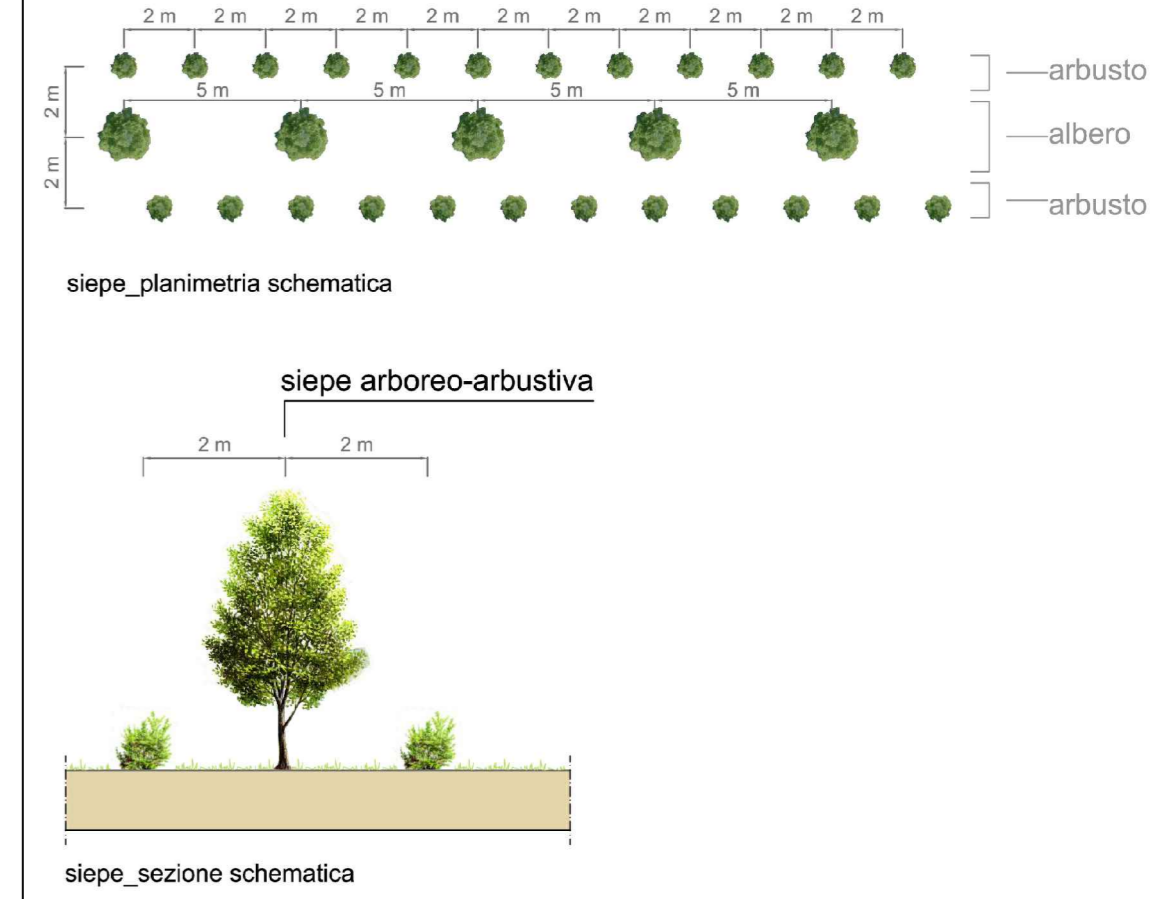 2 m 2 m 2 m 2 m 2 m 2 m 2 m 2 m 2 m 2 m 2 m
arbusto
5 m 5 m 5 m 5 m
2 m
albero
2 m
arbusto
siepe_planimetria schematica
siepe arboreo-arbustiva
2 m 2 m
siepe_sezione schematica